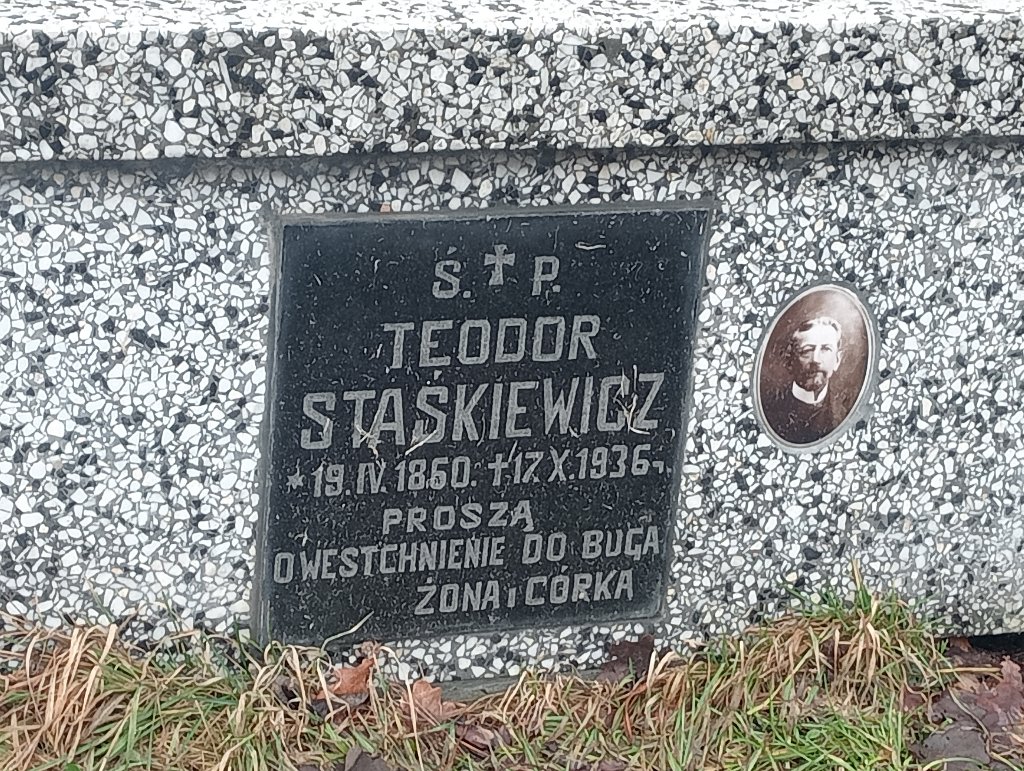 Ś. † P.
TEODOR
STAŚKIEWICZ
* 19.IV.1860. †17.X.1936.
PROSZĄ
O WESTCHNIENIE DO BOGA
ŻONA i CÓRKA